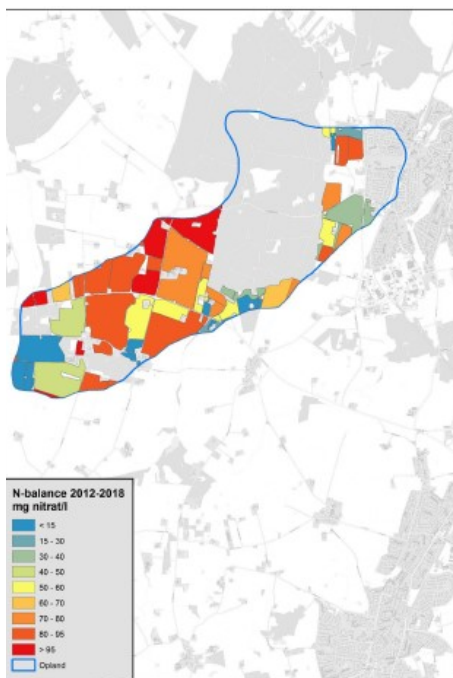 N-balance 2012-2018
mg nitrat/l
< 15
15 - 30
30 - 40
40 - 50
50 - 60
60 - 70
70 - 80
80 - 95
> 95
Opland